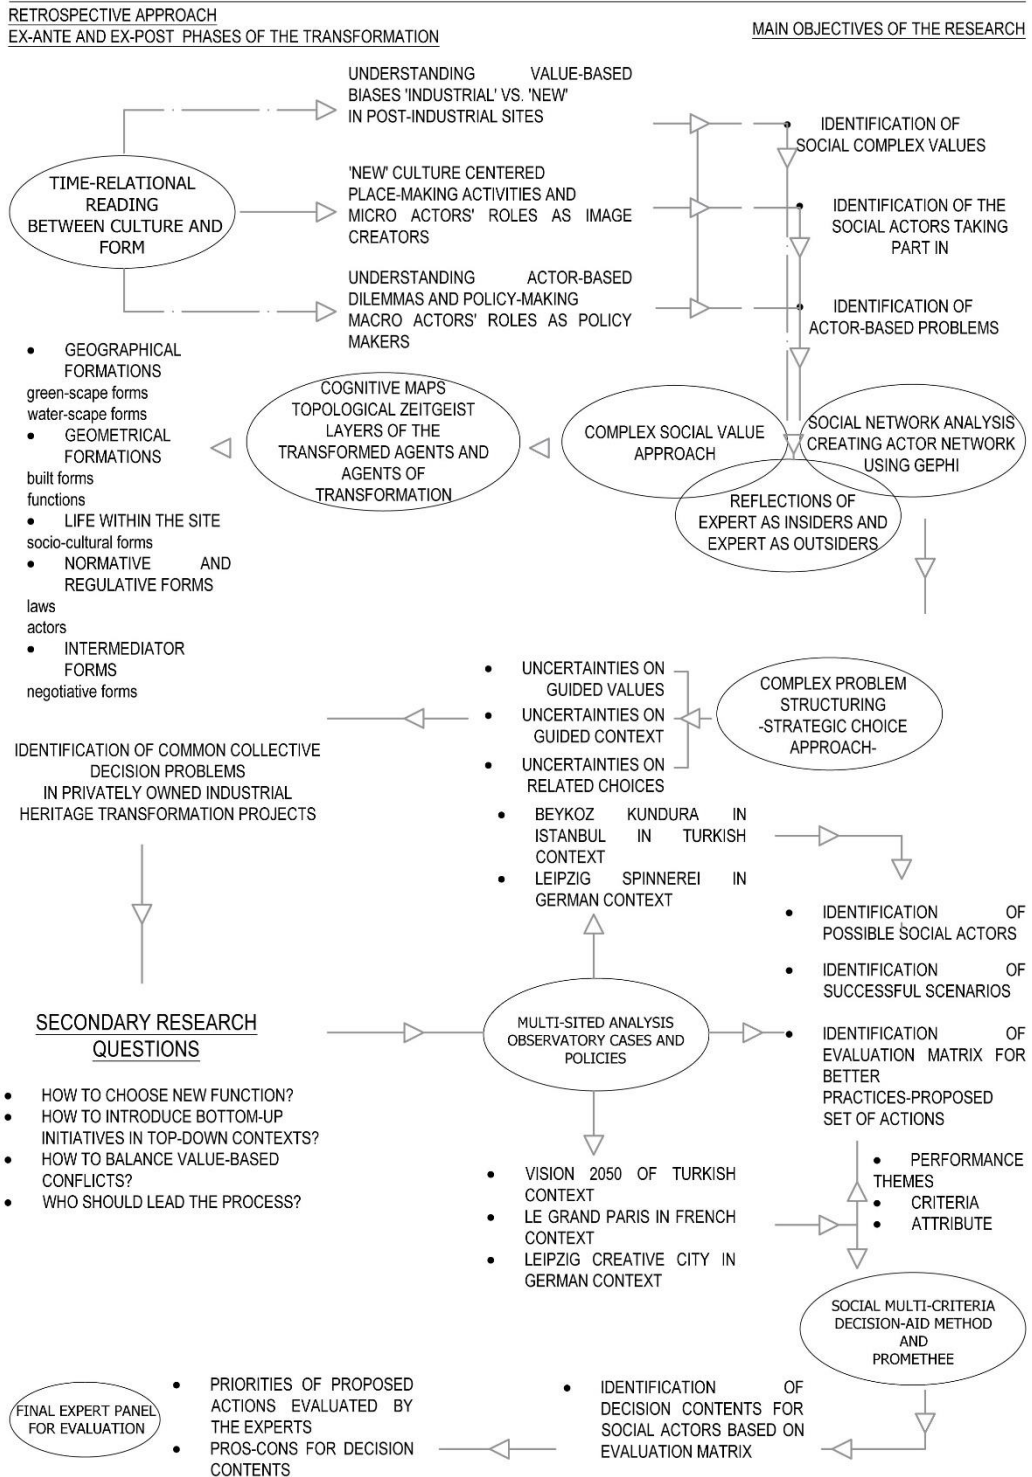 RETROSPECTIVE APPROACH
EX-ANTE AND EX-POST PHASES OF THE TRANSFORMATION
MAIN OBJECTIVES OF THE RESEARCH
UNDERSTANDING VALUE-BASED
BIASES 'INDUSTRIAL' VS. 'NEW'
IN POST-INDUSTRIAL SITES
IDENTIFICATION OF
SOCIAL COMPLEX VALUES
TIME-RELATIONAL
READING
BETWEEN CULTURE AND
FORM
'NEW' CULTURE CENTERED
PLACE-MAKING ACTIVITIES AND
MICRO ACTORS' ROLES AS IMAGE
CREATORS
IDENTIFICATION OF THE
SOCIAL ACTORS TAKING
PART IN
UNDERSTANDING ACTOR-BASED
DILEMMAS AND POLICY-MAKING
MACRO ACTORS' ROLES AS POLICY
MAKERS
IDENTIFICATION OF
ACTOR-BASED PROBLEMS
• GEOGRAPHICAL
FORMATIONS
green-scape forms
water-scape forms
• GEOMETRICAL
FORMATIONS
built forms
functions
• LIFE WITHIN THE SITE
socio-cultural forms
• NORMATIVE AND
REGULATIVE FORMS
laws
actors
• INTERMEDIATOR
FORMS
negotiative forms
COGNITIVE MAPS
TOPOLOGICAL ZEITGEIST
LAYERS OF THE
TRANSFORMED AGENTS AND
AGENTS OF
TRANSFORMATION
COMPLEX SOCIAL VALUE
APPROACH
SOCIAL NETWORK ANALYSIS
CREATING ACTOR NETWORK
USING GEPHI
REFLECTIONS OF
EXPERT AS INSIDERS AND
EXPERT AS OUTSIDERS
• UNCERTAINTIES ON
GUIDED VALUES
• UNCERTAINTIES ON
GUIDED CONTEXT
• UNCERTAINTIES ON
RELATED CHOICES
COMPLEX PROBLEM
STRUCTURING
-STRATEGIC CHOICE
APPROACH-
IDENTIFICATION OF COMMON COLLECTIVE
DECISION PROBLEMS
IN PRIVATELY OWNED INDUSTRIAL
HERITAGE TRANSFORMATION PROJECTS
• BEYKOZ KUNDURA IN
ISTANBUL IN TURKISH
CONTEXT
• LEIPZIG SPINNEREI IN
GERMAN CONTEXT
• IDENTIFICATION OF
POSSIBLE SOCIAL ACTORS
• IDENTIFICATION OF
SUCCESSFUL SCENARIOS
• IDENTIFICATION OF
EVALUATION MATRIX FOR
BETTER
PRACTICES-PROPOSED
SET OF ACTIONS
SECONDARY RESEARCH
QUESTIONS
• HOW TO CHOOSE NEW FUNCTION?
• HOW TO INTRODUCE BOTTOM-UP
INITIATIVES IN TOP-DOWN CONTEXTS?
• HOW TO BALANCE VALUE-BASED
CONFLICTS?
• WHO SHOULD LEAD THE PROCESS?
MULTI-SITED ANALYSIS
OBSERVATORY CASES AND
POLICIES
• VISION 2050 OF TURKISH
CONTEXT
• LE GRAND PARIS IN FRENCH
CONTEXT
• LEIPZIG CREATIVE CITY IN
GERMAN CONTEXT
• PERFORMANCE
THEMES
• CRITERIA
• ATTRIBUTE
SOCIAL MULTI-CRITERIA
DECISION-AID METHOD
AND
PROMETHEE
FINAL EXPERT PANEL
FOR EVALUATION
• PRIORITIES OF PROPOSED
ACTIONS EVALUATED BY
THE EXPERTS
• PROS-CONS FOR DECISION
CONTENTS
• IDENTIFICATION OF
DECISION CONTENTS FOR
SOCIAL ACTORS BASED ON
EVALUATION MATRIX